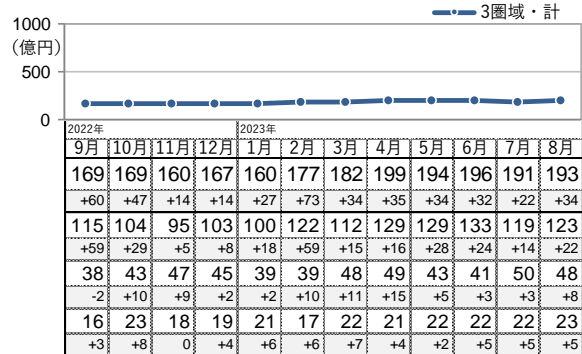 3圏域・計
1000
(億円)
500
0
2022年 2023年
9月 10月 11月 12月 1月 2月 3月 4月 5月 6月 7月 8月
169 169 160 167 160 177 182 199 194 196 191 193
+60 +47 +14 +14 +27 +73 +34 +35 +34 +32 +22 +34
115 104 95 103 100 122 112 129 129 133 119 123
+59 +29 +5 +8 +18 +59 +15 +16 +28 +24 +14 +22
38 43 47 45 39 39 48 49 43 41 50 48
-2 +10 +9 +2 +2 +10 +11 +15 +5 +3 +3 +8
16 23 18 19 21 17 22 21 22 22 22 23
+3 +8 0 +4 +6 +6 +7 +4 +2 +5 +5 +5